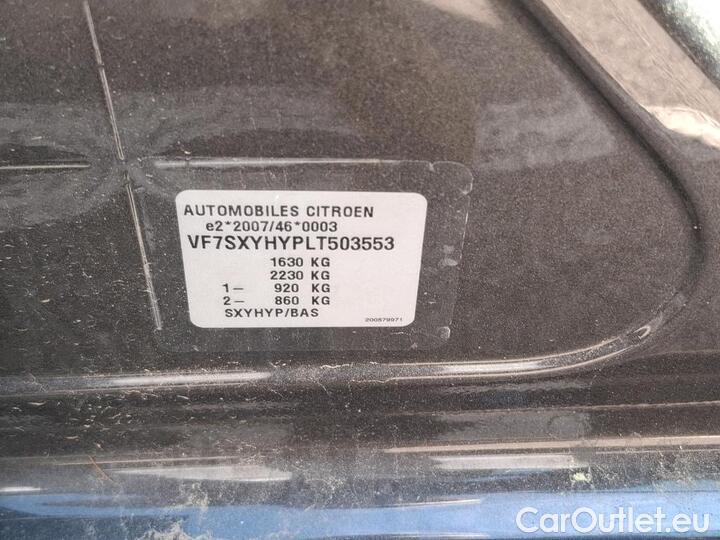 AUTOMOBILES CITROEN
e2*2007/46*0003
VF7SXYHYPLT503553
1630 KG
2230 KG
1- 920 KG
2- 860 KG
SXYHYP/BAS
200579971
CarOutlet.eu